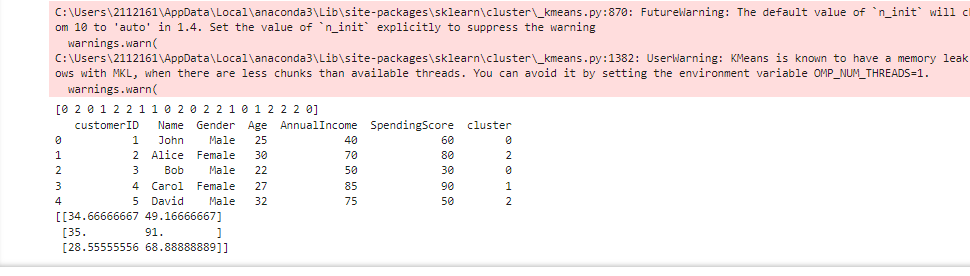 C:\Users\2112161\AppData\Local\anaconda3\Lib\site-packages\sklearn\cluster\_kmeans.py:870: FutureWarning: The default value of `n_init` will
om 10 to 'auto' in 1.4. Set the value of `n_init` explicitly to suppress the warning
warnings.warn(
C:\Users\2112161\AppData\Local\anaconda3\Lib\site-packages\sklearn\cluster\_kmeans.py:1382: UserWarning: KMeans is known to have a memory leak
ows with MKL, when there are less chunks than available threads. You can avoid it by setting the environment variable OMP_NUM_THREADS=1.
warnings.warn(
[0 2 0 1 2 2 1 1 0 2 0 2 2 1 0 1 2 2 2 0]
customerID Name Gender Age AnnualIncome SpendingScore cluster
0 1 John Male 25 40 60 0
1 2 Alice Female 30 70 80 2
2 3 Bob Male 22 50 30 0
3 4 Carol Female 27 85 90 1
4 5 David Male 32 75 50 2
[[34.66666667 49.16666667]
[35. 91. ]
[28.55555556 68.88888889]]